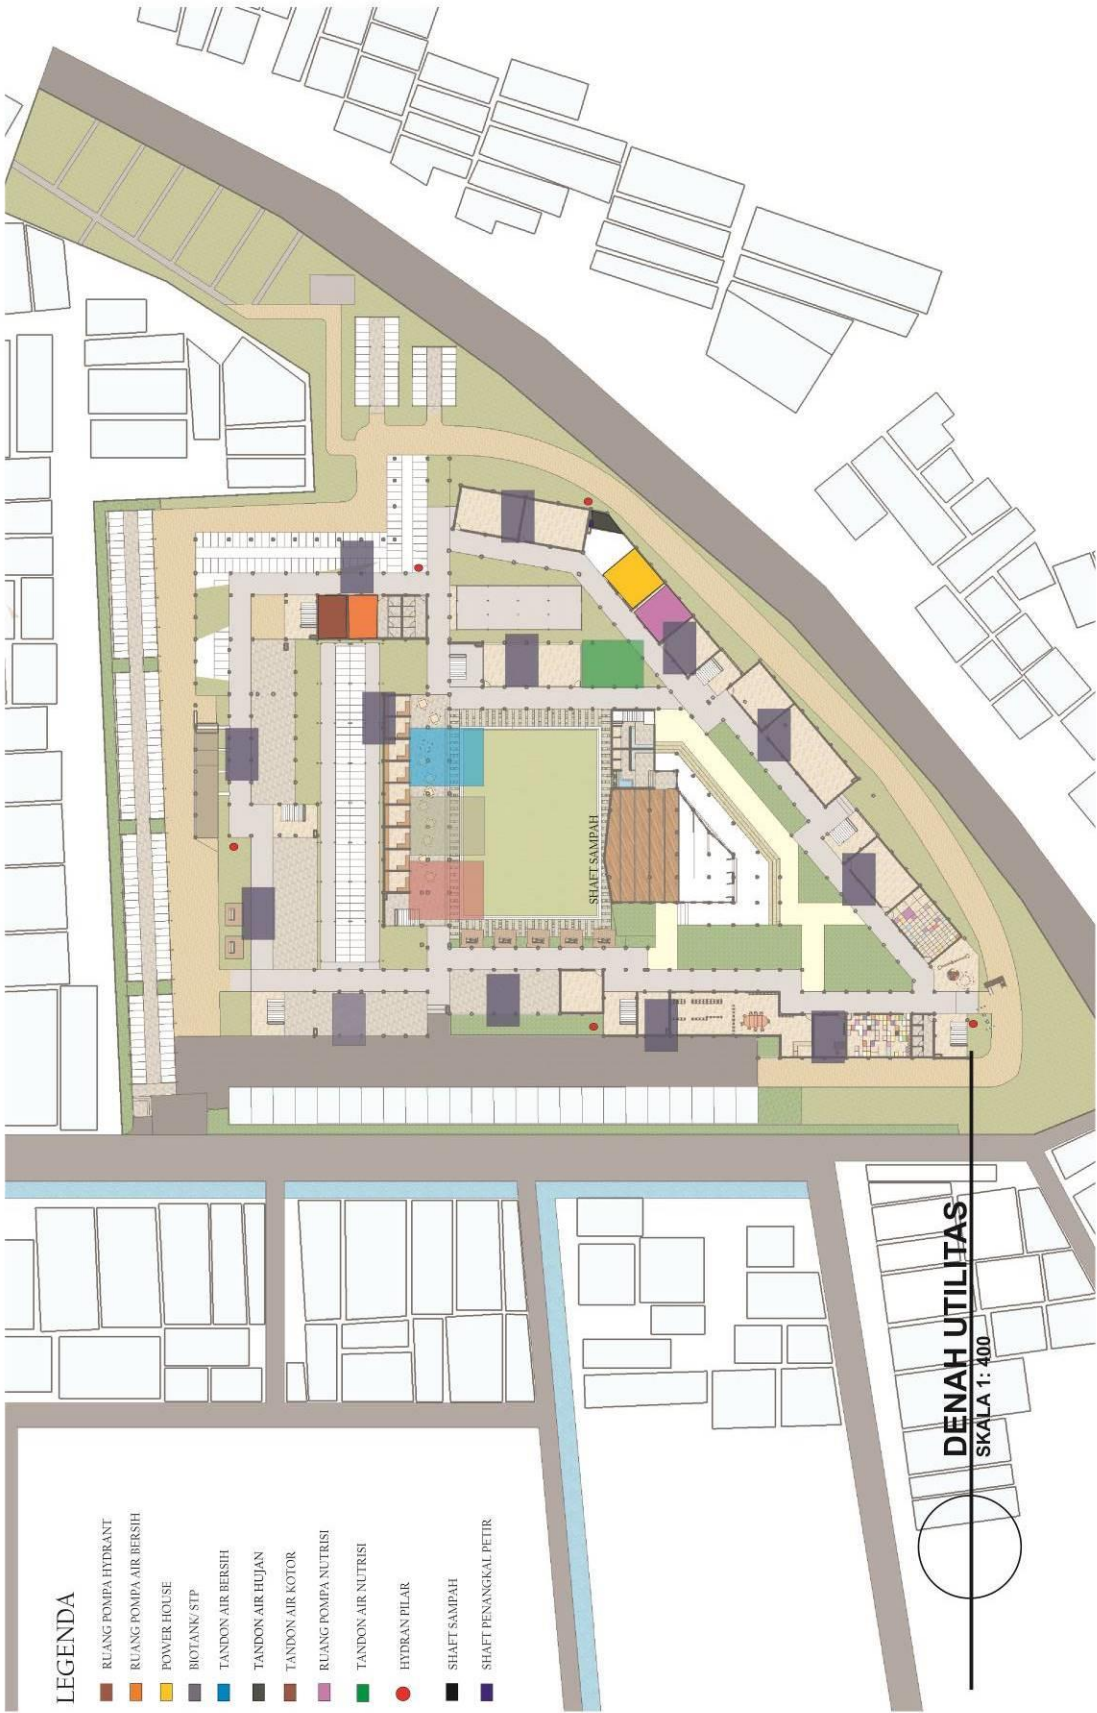 SHAFT SAMPAH
LEGENDA
RUANG POMPA HYDRANT
RUANG POMPA AIR BERSIH
POWER HOUSE
BIOTANK/ STP
TANDON AIR BERSIH
TANDON AIR HUJAN
TANDON AIR KOTOR
RUANG POMPA NUTRISI
TANDON AIR NUTRISI
HYDRAN PILAR
SHAFT SAMPAH
SHAFT PENANGKAL PETIR
DENAH UTILITAS
SKALA 1: 400